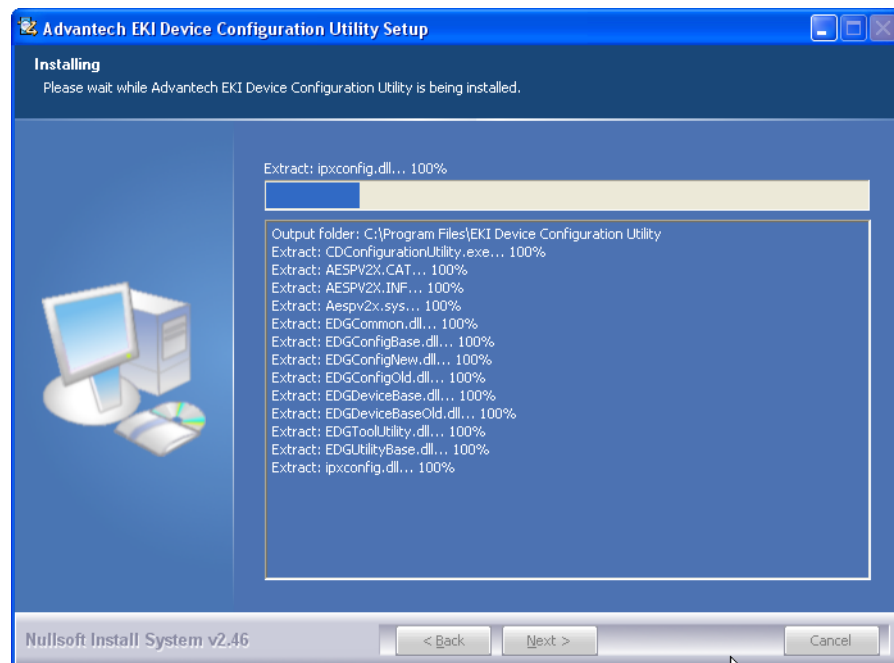 Advantech EKI Device Configuration Utility Setup
Installing
Please wait while Advantech EKI Device Configuration Utility is being installed.
Extract: ipxconfig.dll... 100%
Output folder: C:\Program Files\EKI Device Configuration Utility
Extract: CDConfigurationUtility.exe... 100%
Extract: AESPV2X.CAT... 100%
Extract: AESPV2X.INF... 100%
Extract: Aespv2x.sys... 100%
Extract: EDGCommon.dll... 100%
Extract: EDGConfigBase.dll... 100%
Extract: EDGConfigNew.dll... 100%
Extract: EDGConfigOld.dll... 100%
Extract: EDGDeviceBase.dll... 100%
Extract: EDGDeviceBaseOld.dll... 100%
Extract: EDGToolUtility.dll... 100%
Extract: EDGUtilityBase.dll... 100%
Extract: ipxconfig.dll... 100%
Nullsoft Install System v2.46
< Back
Next >
Cancel